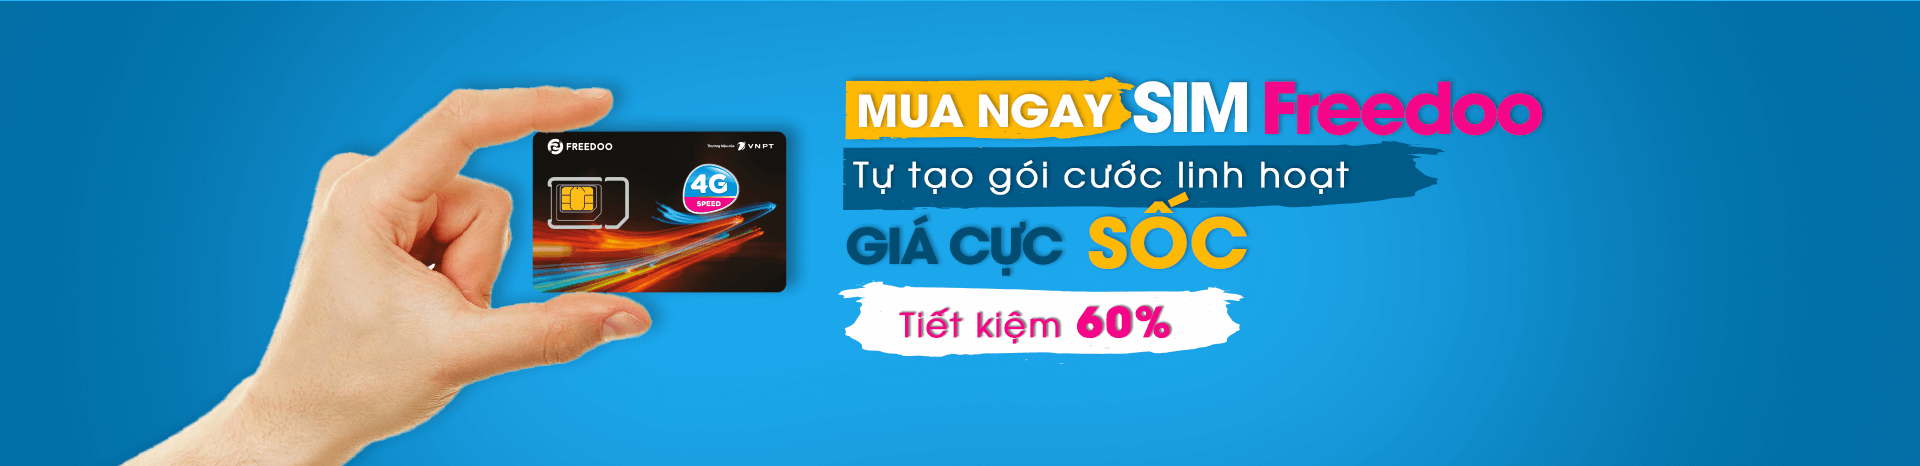 FREEDOO
Thương hiệu của VNPT
4G
SPEED
MUA NGAY SIM Freedoo
Tự tạo gói cước linh hoạt
GIÁ CỰC SỐC
Tiết kiệm 60%